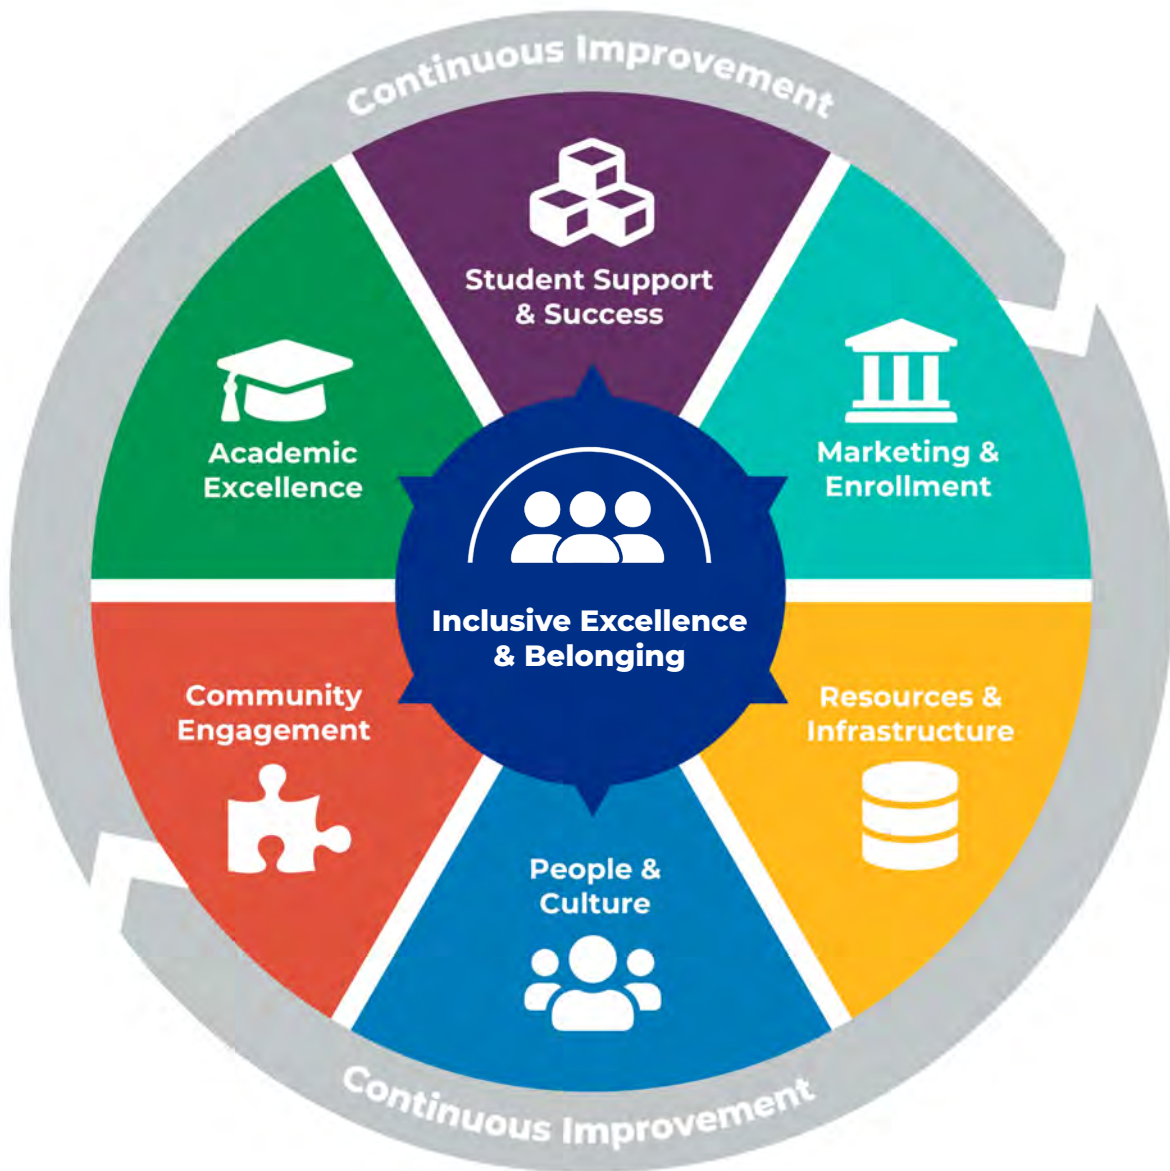 Continuous Improvement
Student Support
& Success
Academic
Excellence
Marketing &
Enrollment
Inclusive Excellence
& Belonging
Community
Engagement
Resources &
Infrastructure
People &
Culture
Continuous Improvement